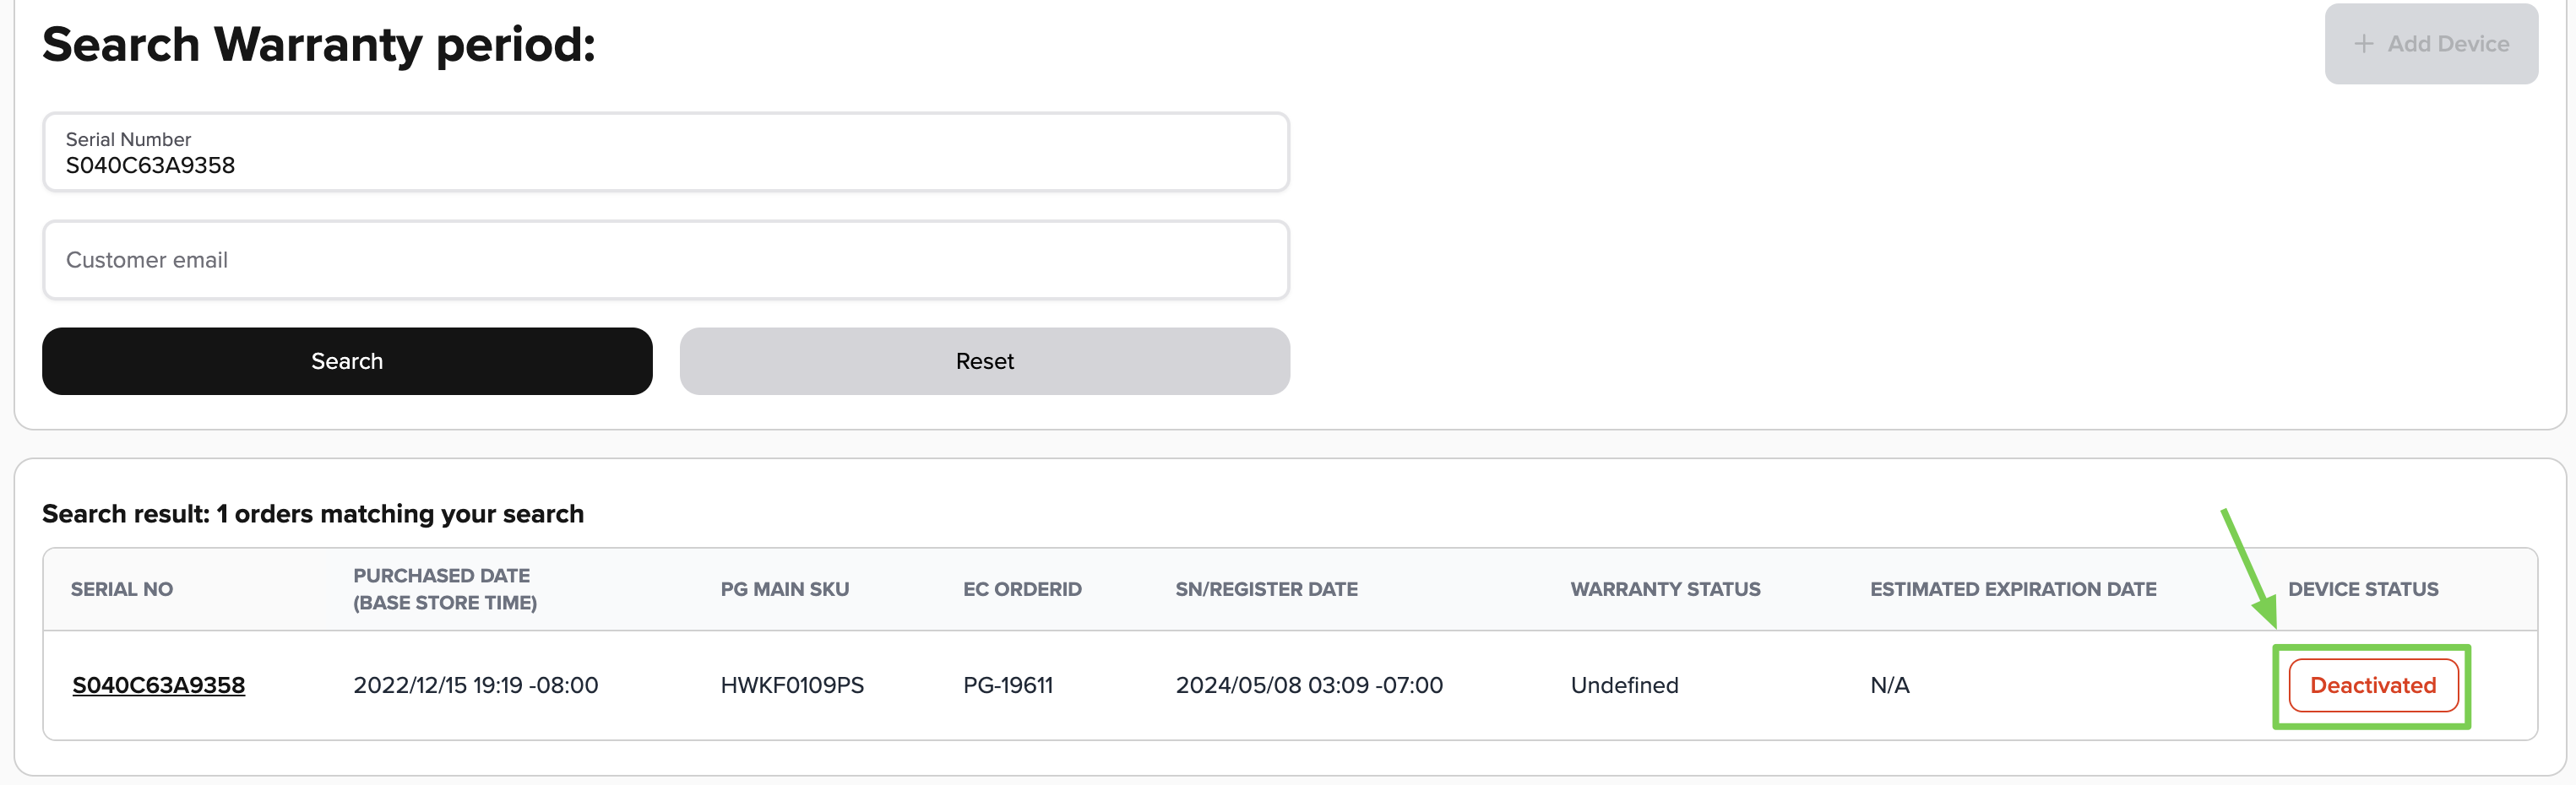 Search Warranty period:
+ Add Device
Serial Number
S040C63A9358
Customer email
Search
Reset
Search result: 1 orders matching your search
SERIAL NO
PURCHASED DATE
(BASE STORE TIME)
PG MAIN SKU
EC ORDERID
SN/REGISTER DATE
WARRANTY STATUS
ESTIMATED EXPIRATION DATE
DEVICE STATUS
S040C63A9358
2022/12/15 19:19 -08:00
HWKF0109PS
PG-19611
2024/05/08 03:09 -07:00
Undefined
N/A
Deactivated